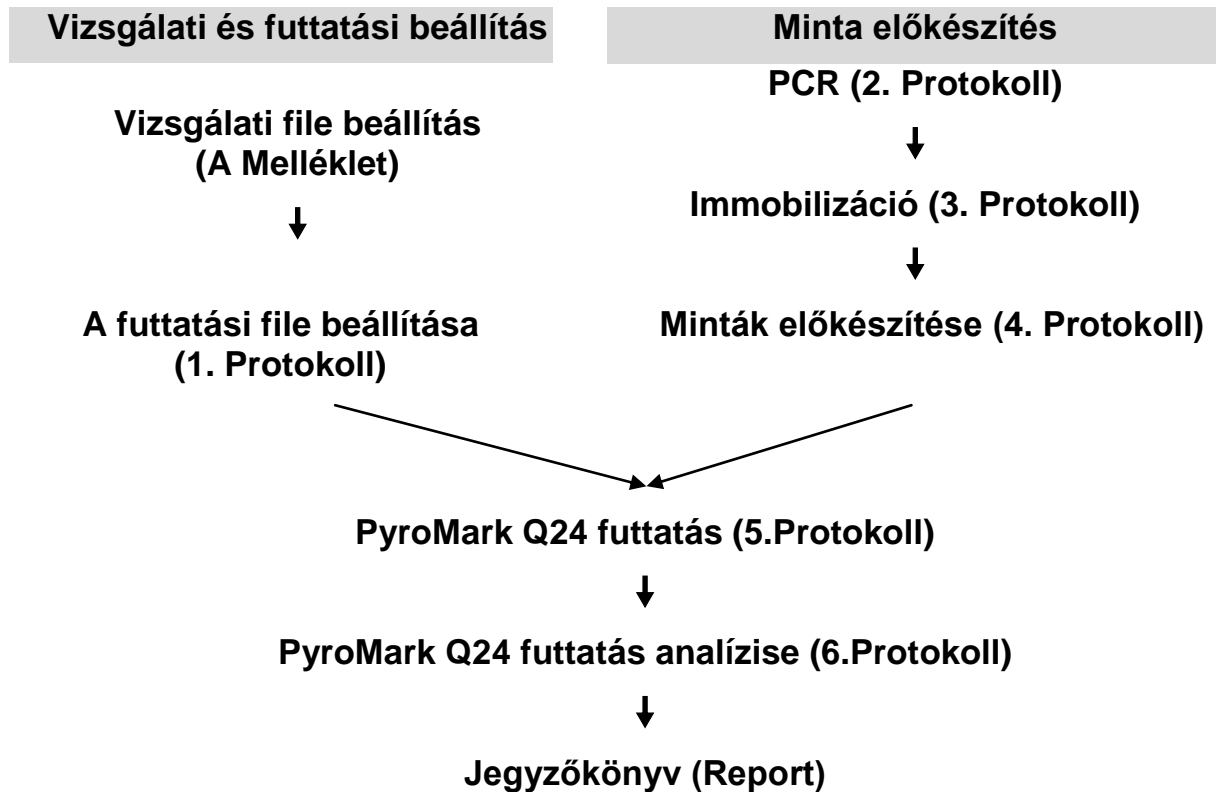 Vizsgálati és futtatási beállítás
Minta előkészítés
PCR (2. Protokoll)
Vizsgálati file beállítás
(A Melléklet)
Immobilizáció (3. Protokoll)
A futtatási file beállítása
(1. Protokoll)
Minták előkészítése (4. Protokoll)
PyroMark Q24 futtatás (5.Protokoll)
PyroMark Q24 futtatás analízise (6.Protokoll)
Jegyzőkönyv (Report)